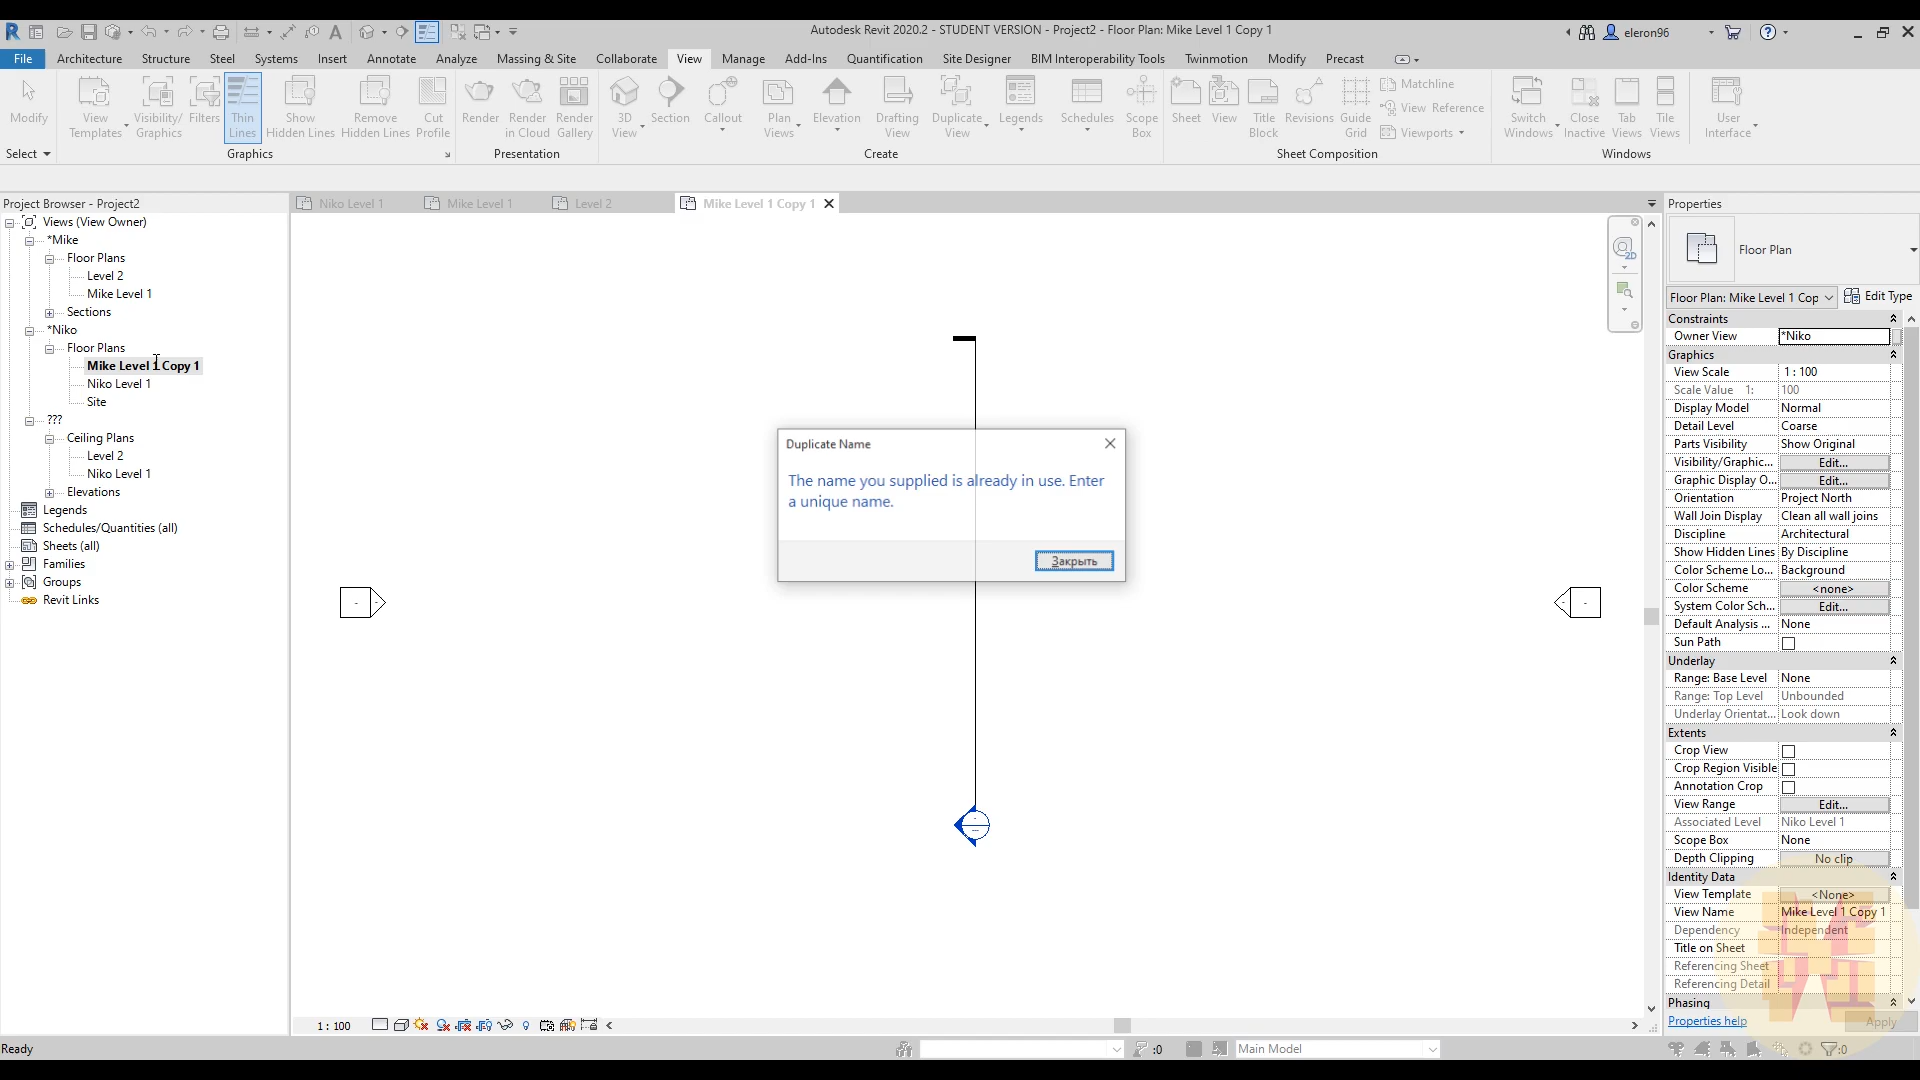 Autodesk Revit 2020.2 - STUDENT VERSION - Project2 - Floor Plan: Mike Level 1 Copy 1
eleron96
File Architecture Structure Steel Systems Insert Annotate Analyze Massing & Site Collaborate View Manage Add-Ins Quantification Site Designer BIM Interoperability Tools Twinmotion Modify Precast
Modify
View Templates
Visibility/ Graphics
Filters
Thin Lines
Show Hidden Lines
Remove Hidden Lines
Cut Profile
Render
Render in Cloud
Render Gallery
3D View
Section
Callout
Plan Views
Elevation
Drafting View
Duplicate View
Legends
Schedules
Scope Box
Sheet
View
Title Block
Revisions
Guide Grid
Matchline
View Reference
Viewports
Switch Windows
Close Inactive
Tab Views
Tile Views
User Interface
Select Graphics Presentation Create Sheet Composition Windows
Project Browser - Project2
Views (View Owner)
*Mike
Floor Plans
Level 2
Mike Level 1
Sections
*Niko
Floor Plans
Mike Level 1 Copy 1
Niko Level 1
Site
???
Ceiling Plans
Level 2
Niko Level 1
Elevations
Legends
Schedules/Quantities (all)
Sheets (all)
Families
Groups
Revit Links
Niko Level 1 Mike Level 1 Level 2 Mike Level 1 Copy 1
2D
Duplicate Name
The name you supplied is already in use. Enter
a unique name.
Закрыть
Properties
Floor Plan
Floor Plan: Mike Level 1 Cop Edit Type
Constraints
Owner View *Niko
Graphics
View Scale 1 : 100
Scale Value 1: 100
Display Model Normal
Detail Level Coarse
Parts Visibility Show Original
Visibility/Graphic... Edit...
Graphic Display O... Edit...
Orientation Project North
Wall Join Display Clean all wall joins
Discipline Architectural
Show Hidden Lines By Discipline
Color Scheme Lo... Background
Color Scheme <none>
System Color Sch... Edit...
Default Analysis ... None
Sun Path
Underlay
Range: Base Level None
Range: Top Level Unbounded
Underlay Orientat... Look down
Extents
Crop View
Crop Region Visible
Annotation Crop
View Range Edit...
Associated Level Niko Level 1
Scope Box None
Depth Clipping No clip
Identity Data
View Template <None>
View Name Mike Level 1 Copy 1
Dependency Independent
Title on Sheet
Referencing Sheet
Referencing Detail
Phasing
Properties help Apply
1 : 100
Ready :0 Main Model :0